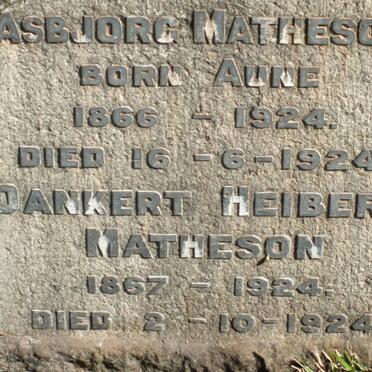 ASBJORG MATHESO
BORN AUNE
1866 - 1924.
DIED 16 - 6 - 1924
DANKERT HEIBER
MATHESON
1867 - 1924.
DIED 2 - 10 - 1924